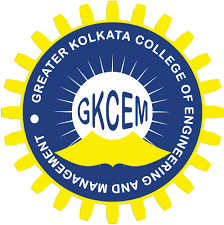 GREATER KOLKATA COLLEGE OF ENGINEERING AND MANAGEMENT
GKCEM